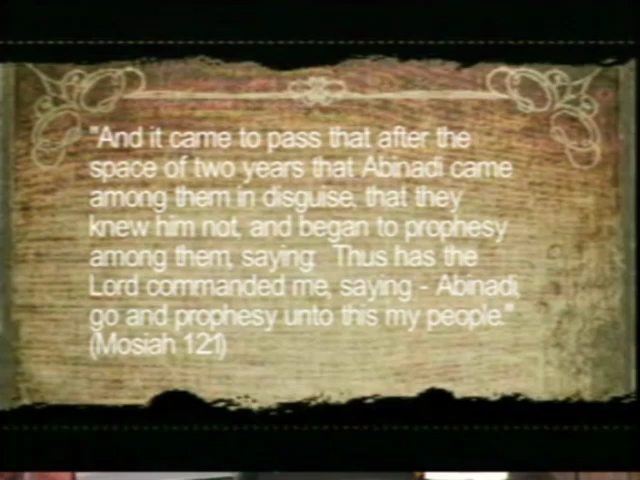 "And it came to pass that after the
space of two years that Abinadi came
among them in disguise, that they
knew him not, and began to prophesy
among them, saying: Thus has the
Lord commanded me, saying - Abinadi,
go and prophesy unto this my people."
(Mosiah 12:1)